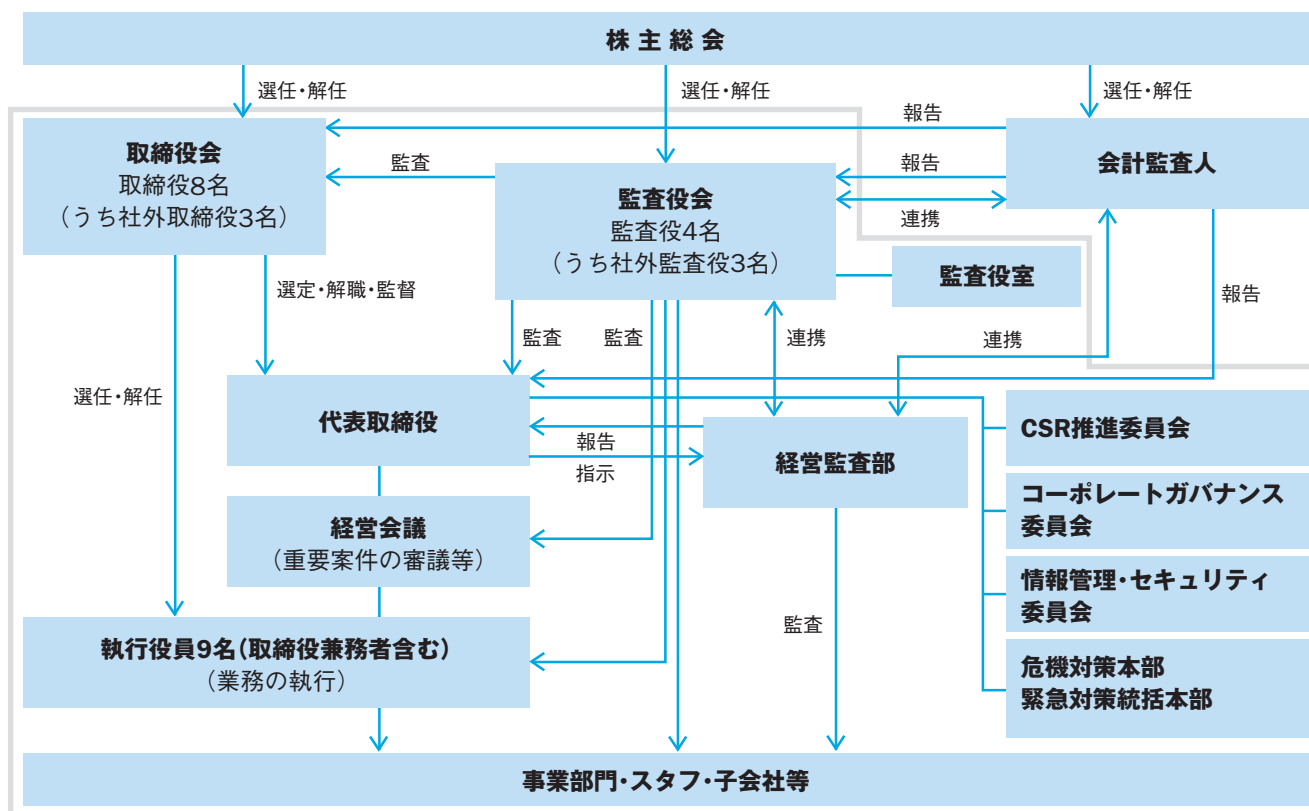 株主総会
選任・解任
選任・解任
選任・解任
報告
取締役会
取締役8名
（うち社外取締役3名）
監査
監査役会
監査役4名
（うち社外監査役3名）
報告
連携
会計監査人
監査役室
選定・解職・監督
監査
監査
連携
連携
報告
選任・解任
代表取締役
報告
指示
経営監査部
CSR推進委員会
コーポレートガバナンス
委員会
経営会議
（重要案件の審議等）
情報管理・セキュリティ
委員会
執行役員9名（取締役兼務者含む）
（業務の執行）
監査
危機対策本部
緊急対策統括本部
事業部門・スタッフ・子会社等